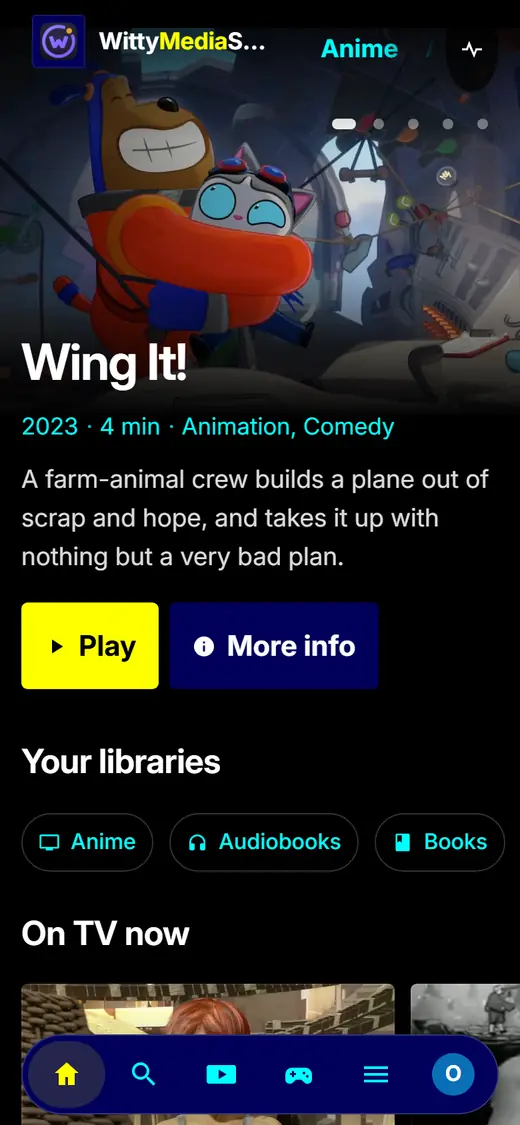 WittyMediaS...
Anime
Wing It!
2023 · 4 min · Animation, Comedy
A farm-animal crew builds a plane out of
scrap and hope, and takes it up with
nothing but a very bad plan.
Play
More info
Your libraries
Anime
Audiobooks
Books
On TV now
O